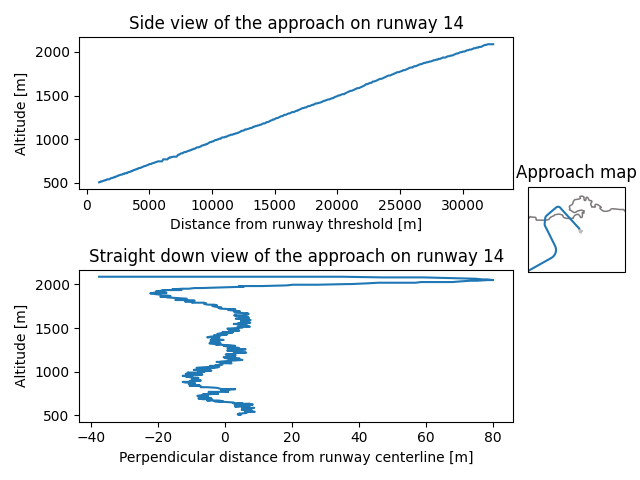 Side view of the approach on runway 14
2000
1500
1000
500
Altitude [m]
0 5000 10000 15000 20000 25000 30000
Distance from runway threshold [m]
Approach map
Straight down view of the approach on runway 14
2000
1500
1000
500
Altitude [m]
−40 −20 0 20 40 60 80
Perpendicular distance from runway centerline [m]